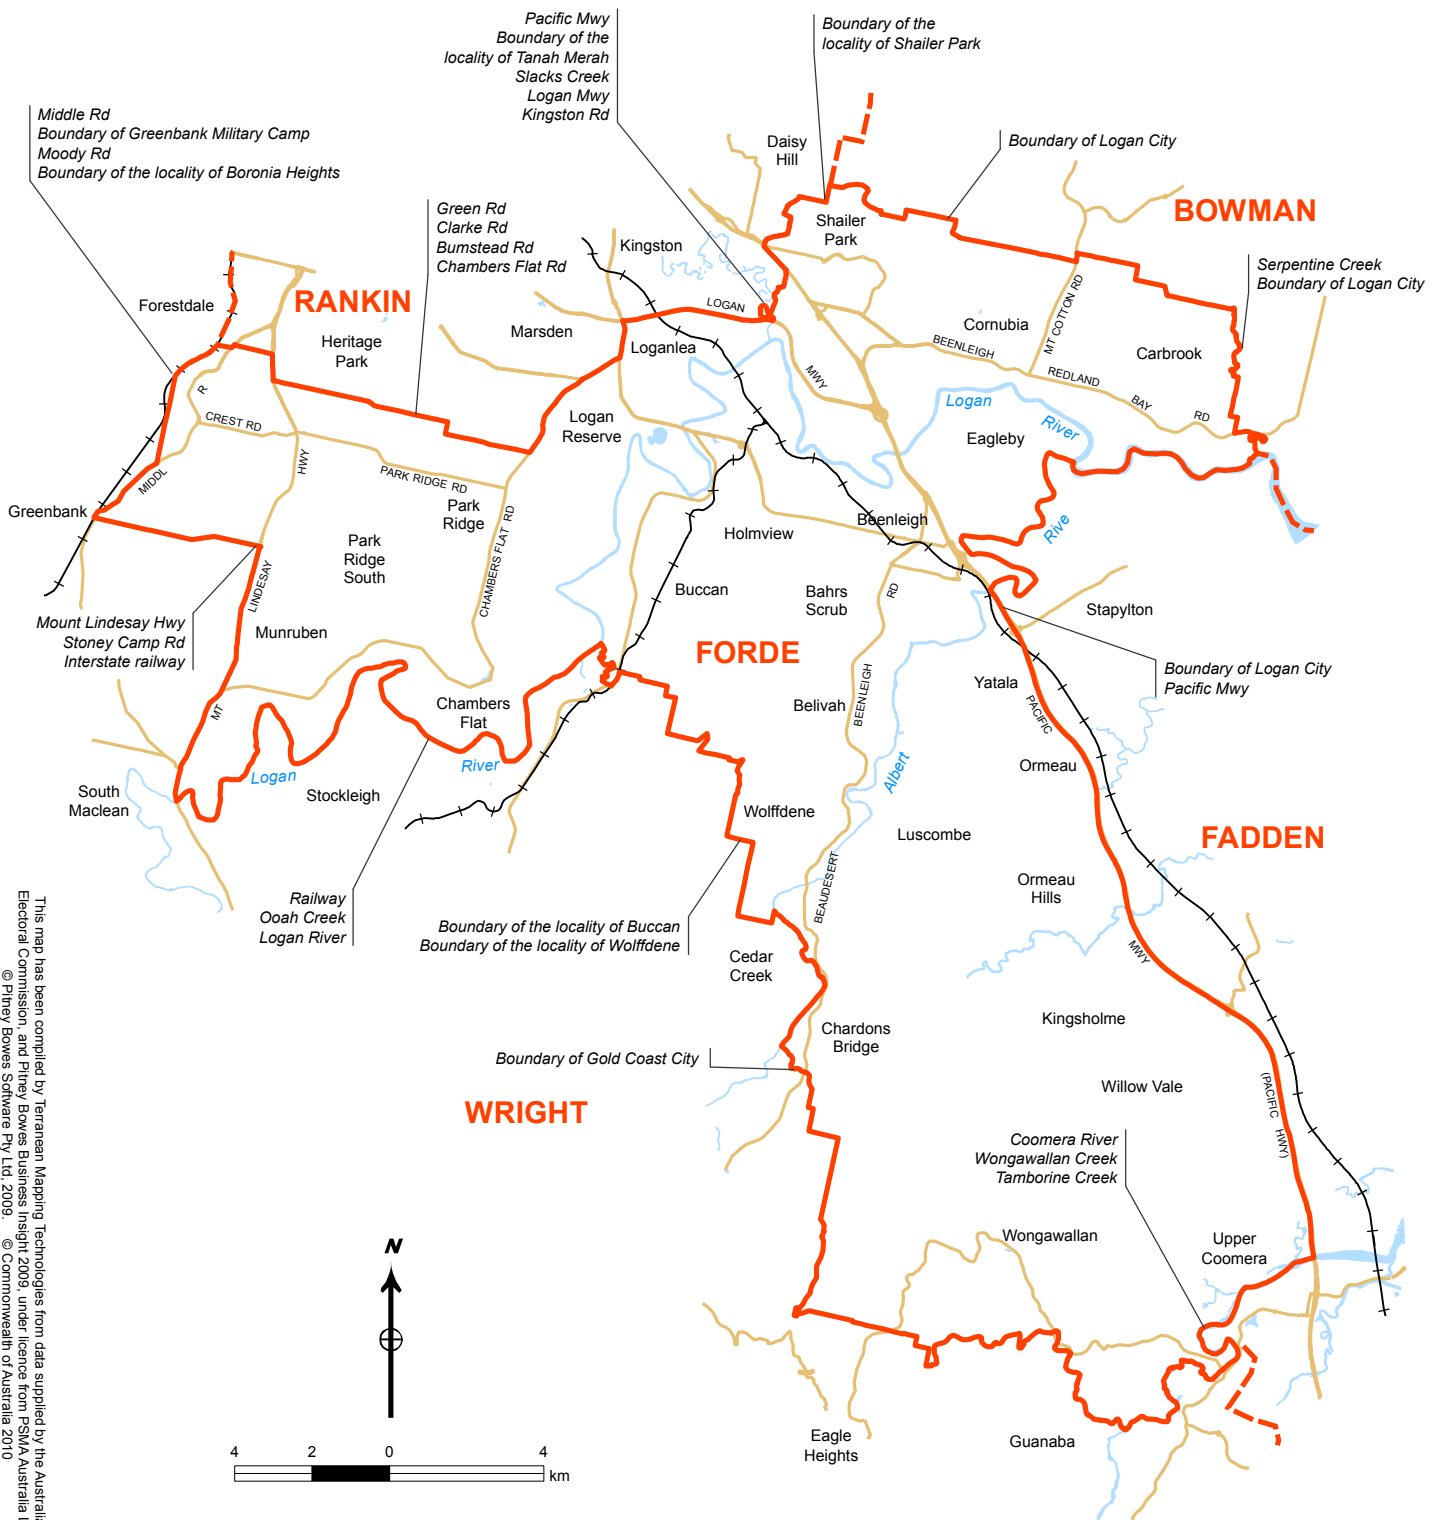 Pacific Mwy
Boundary of the
locality of Tanah Merah
Slacks Creek
Logan Mwy
Kingston Rd
Boundary of the
locality of Shailer Park
Middle Rd
Boundary of Greenbank Military Camp
Moody Rd
Boundary of the locality of Boronia Heights
Daisy
Hill
Boundary of Logan City
BOWMAN
Green Rd
Clarke Rd
Bumstead Rd
Chambers Flat Rd
Shailer
Park
Kingston
Serpentine Creek
Boundary of Logan City
Forestdale
RANKIN
LOGAN
Marsden
Heritage
Park
Loganlea
Cornubia
MT COTTON RD
BEENLEIGH
Carbrook
MWY
REDLAND
BAY
RD
R
CREST RD
Logan
Reserve
Logan
River
Eagleby
HWY
MIDDL
PARK RIDGE RD
Park
Ridge
Greenbank
CHAMBERS FLAT RD
Holmview
Beenleigh
Rive
Park
Ridge
South
LINDESAY
Buccan
Bahrs
Scrub
RD
Stapylton
Mount Lindesay Hwy
Stoney Camp Rd
Interstate railway
Munruben
FORDE
Boundary of Logan City
Pacific Mwy
Yatala
PACIFIC
Belivah
BEENLEIGH
MT
Chambers
Flat
Logan
River
Stockleigh
South
Maclean
Ormeau
Albert
Wolffdene
Luscombe
FADDEN
BEAUDESERT
Ormeau
Hills
Railway
Ooah Creek
Logan River
Boundary of the locality of Buccan
Boundary of the locality of Wolffdene
MWY
Cedar
Creek
Kingsholme
Chardons
Bridge
Boundary of Gold Coast City
Willow Vale
(PACIFIC HWY)
WRIGHT
Coomera River
Wongawallan Creek
Tamborine Creek
Wongawallan
Upper
Coomera
N
Eagle
Heights
Guanaba
4 2 0 4
km
This map has been compiled by Terranean Mapping Technologies from data supplied by the Australia
Electoral Commission, and Pitney Bowes Business Insight 2009, under licence from PSMA Australia L
© Pitney Bowes Software Pty Ltd, 2009. © Commonwealth of Australia 2010